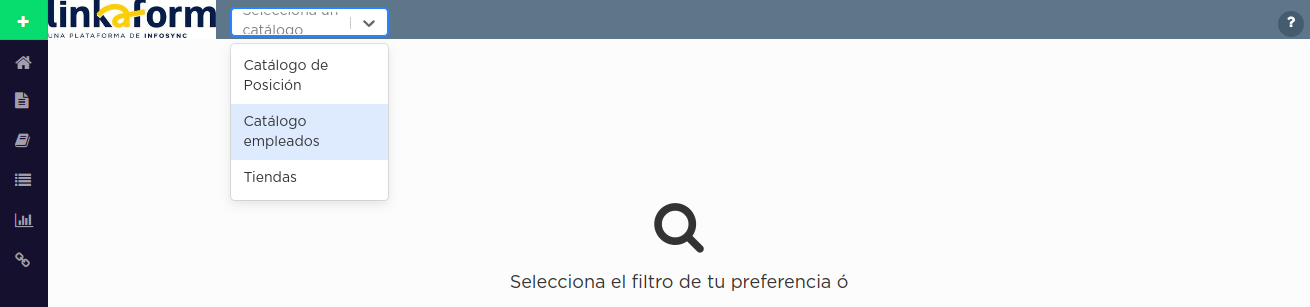 +
linkaform
UNA PLATAFORMA DE INFOSYNC
Selecciona un
catálogo
?
Catálogo de
Posición
Catálogo
empleados
Tiendas
Selecciona el filtro de tu preferencia ó